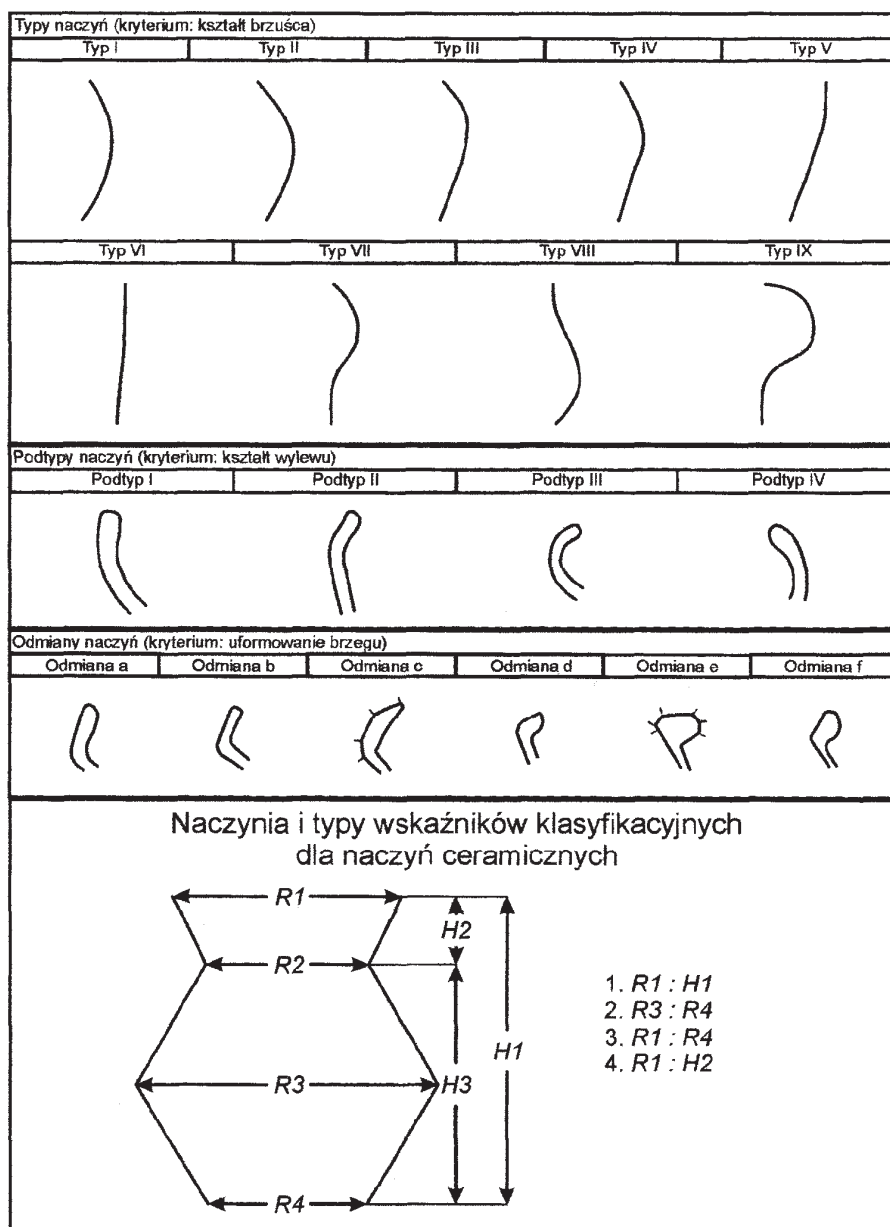 Typy naczyń (kryterium: kształt brzuśca)
Typ I Typ II Typ III Typ IV Typ V
Typ VI Typ VII Typ VIII Typ IX
Podtypy naczyń (kryterium: kształt wylewu)
Podtyp I Podtyp II Podtyp III Podtyp IV
Odmiany naczyń (kryterium: uformowanie brzegu)
Odmiana a Odmiana b Odmiana c Odmiana d Odmiana e Odmiana f
Naczynia i typy wskaźników klasyfikacyjnych
dla naczyń ceramicznych
R1
H2
R2
1. R1 : H1
2. R3 : R4
3. R1 : R4
4. R1 : H2
H1
R3
H3
R4